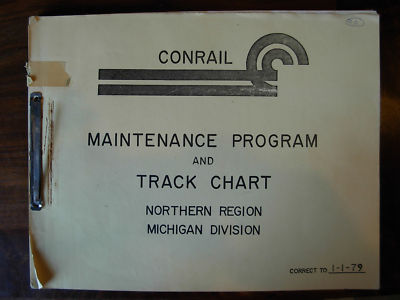 CONRAIL
MAINTENANCE PROGRAM
AND
TRACK CHART
NORTHERN REGION
MICHIGAN DIVISION
CORRECT TO 1-1-79